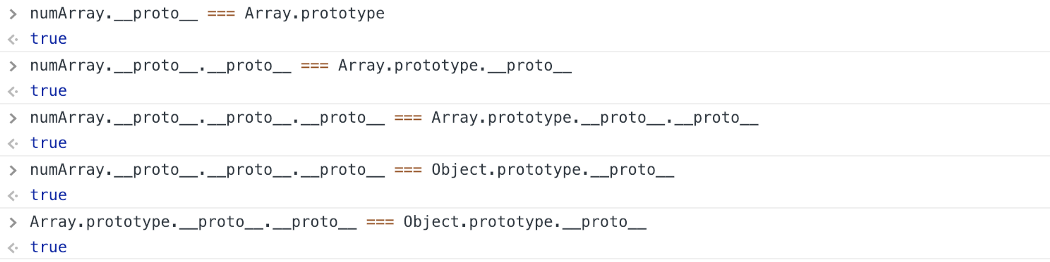 > numArray.__proto__ === Array.prototype
< true
> numArray.__proto__.__proto__ === Array.prototype.__proto__
< true
> numArray.__proto__.__proto__.__proto__ === Array.prototype.__proto__.__proto__
< true
> numArray.__proto__.__proto__.__proto__ === Object.prototype.__proto__
< true
> Array.prototype.__proto__.__proto__ === Object.prototype.__proto__
< true